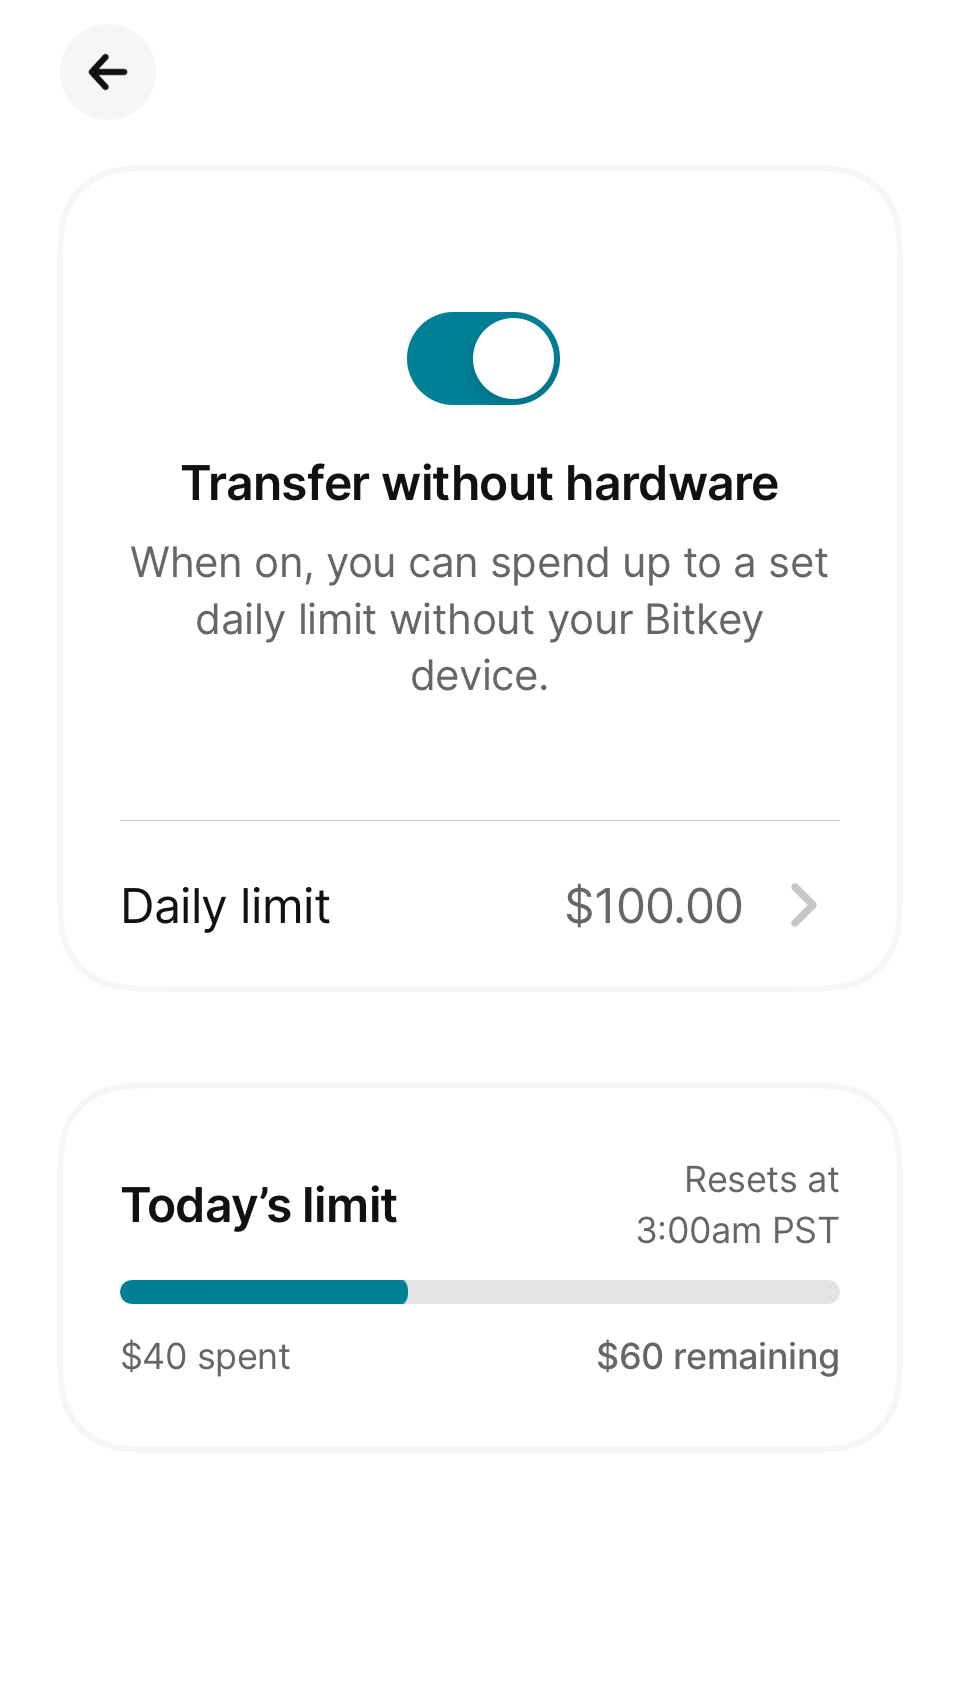 Transfer without hardware
When on, you can spend up to a set
daily limit without your Bitkey
device.
Daily limit $100.00
Today’s limit
Resets at
3:00am PST
$40 spent $60 remaining